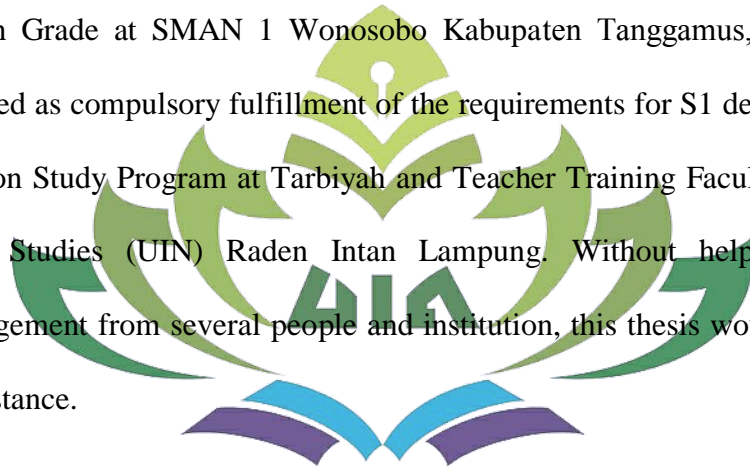 n Grade at SMAN 1 Wonosobo Kabupaten Tanggamus,
ed as compulsory fulfillment of the requirements for S1 de
on Study Program at Tarbiyah and Teacher Training Facul
Studies (UIN) Raden Intan Lampung. Without help
gement from several people and institution, this thesis wou
stance.
UIN